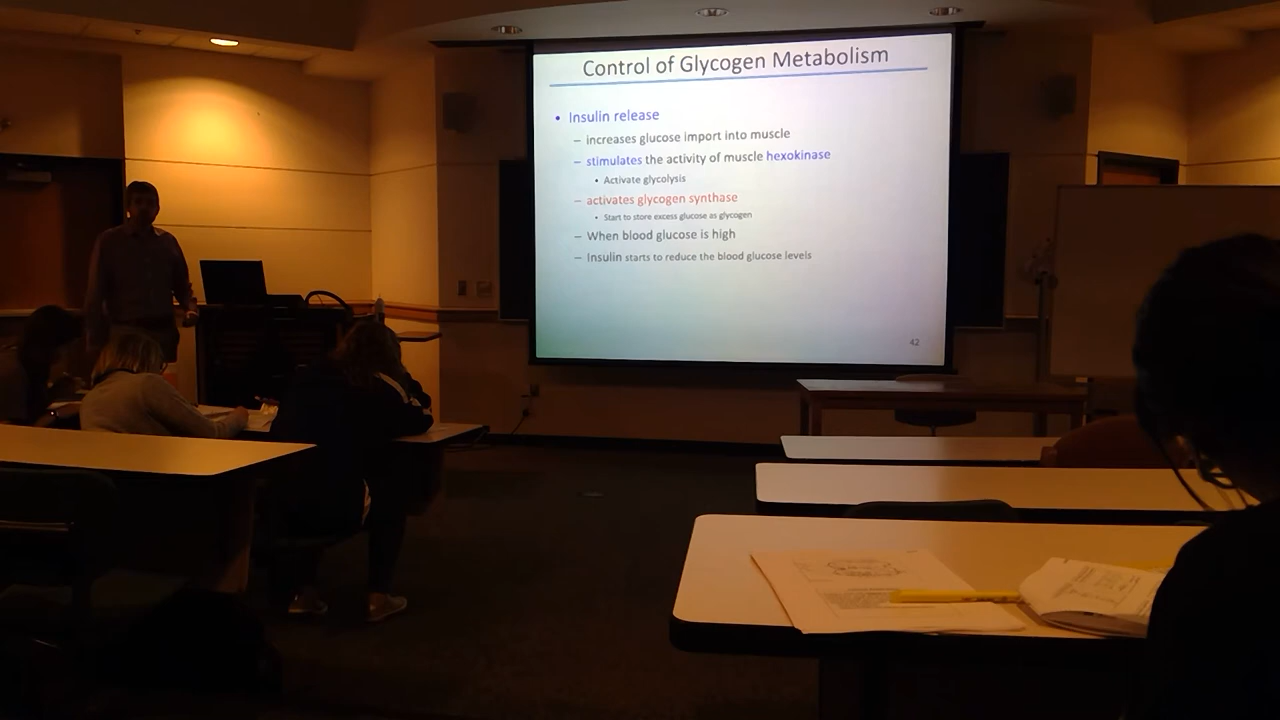 Control of Glycogen Metabolism
• Insulin release
– increases glucose import into muscle
– stimulates the activity of muscle hexokinase
• Activate glycolysis
– activates glycogen synthase
• Start to store excess glucose as glycogen
– When blood glucose is high
– Insulin starts to reduce the blood glucose levels
42